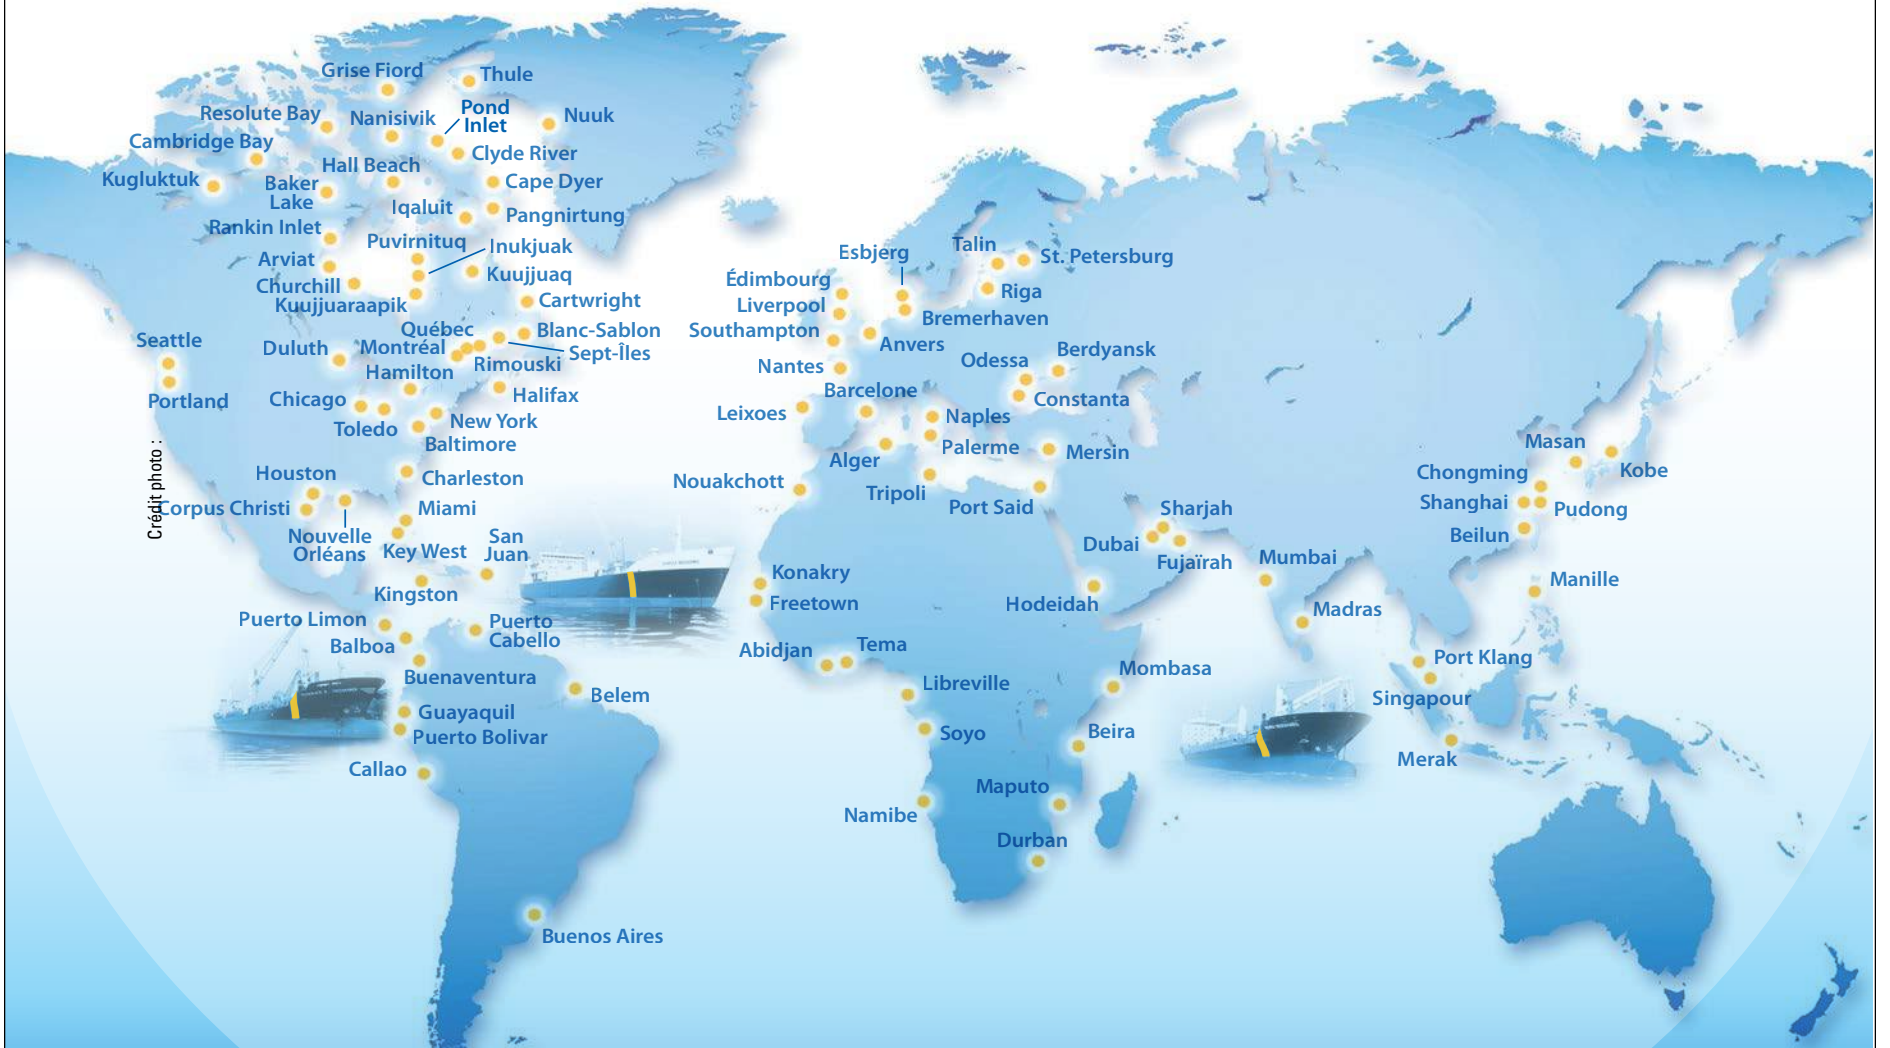 Grise Fiord
Thule
Pond
Inlet
Resolute Bay
Nanisivik
Nuuk
Cambridge Bay
Clyde River
Hall Beach
Kugluktuk
Baker
Lake
Cape Dyer
Iqaluit
Pangnirtung
Rankin Inlet
Puvirnituq
Inukjuak
Arviat
Kuujjuaq
Churchill
Kuujjuaraapik
Cartwright
Québec
Blanc-Sablon
Seattle
Duluth
Montréal
Sept-Îles
Rimouski
Hamilton
Halifax
Portland
Chicago
New York
Toledo
Baltimore
Houston
Charleston
Corpus Christi
Miami
Nouvelle
Orléans
Key West
San
Juan
Kingston
Puerto Limon
Puerto
Cabello
Balboa
Buenaventura
Belem
Guayaquil
Puerto Bolivar
Callao
Buenos Aires
Esbjerg
Talin
St. Petersburg
Édimbourg
Riga
Liverpool
Bremerhaven
Southampton
Anvers
Odessa
Berdyansk
Nantes
Barcelone
Constanta
Leixoes
Naples
Palerme
Mersin
Alger
Nouakchott
Tripoli
Port Said
Sharjah
Dubai
Fujaïrah
Hodeidah
Konakry
Freetown
Abidjan
Tema
Libreville
Mombasa
Soyo
Beira
Maputo
Namibe
Durban
Masan
Kobe
Chongming
Shanghai
Pudong
Beilun
Mumbai
Manille
Madras
Port Klang
Singapour
Merak
Crédit photo :